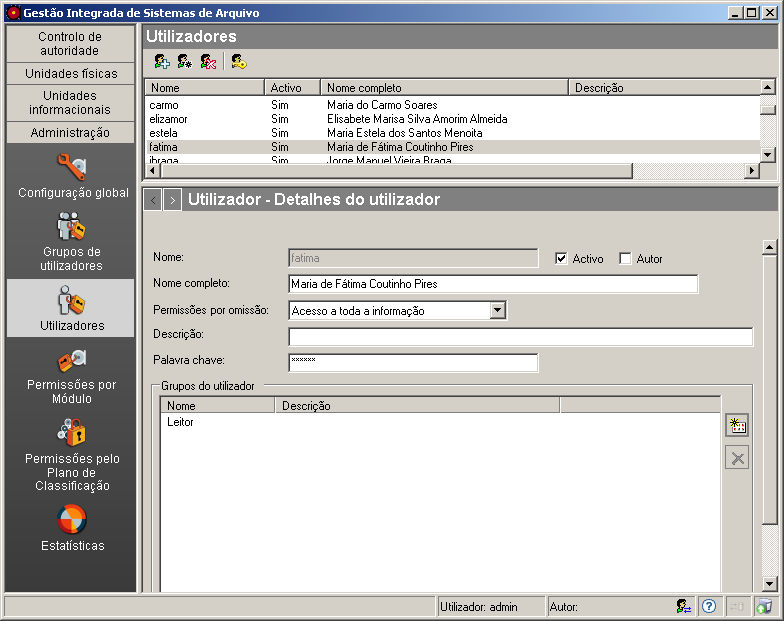 Gestão Integrada de Sistemas de Arquivo
Controlo de
autoridade
Unidades físicas
Unidades
informacionais
Administração
Configuração global
Grupos de
utilizadores
Utilizadores
Permissões por
Módulo
Permissões pelo
Plano de
Classificação
Estatísticas
Utilizadores
Nome Activo Nome completo Descrição
carmo Sim Maria do Carmo Soares
elizamor Sim Elisabete Marisa Silva Amorim Almeida
estela Sim Maria Estela dos Santos Menoita
fatima Sim Maria de Fátima Coutinho Pires
ibraga Sim Jorge Manuel Vieira Braga
< > Utilizador - Detalhes do utilizador
Nome: fatima Activo Autor
Nome completo: Maria de Fátima Coutinho Pires
Permissões por omissão: Acesso a toda a informação
Descrição:
Palavra chave: ******
Grupos do utilizador
Nome Descrição
Leitor
Utilizador: admin Autor: